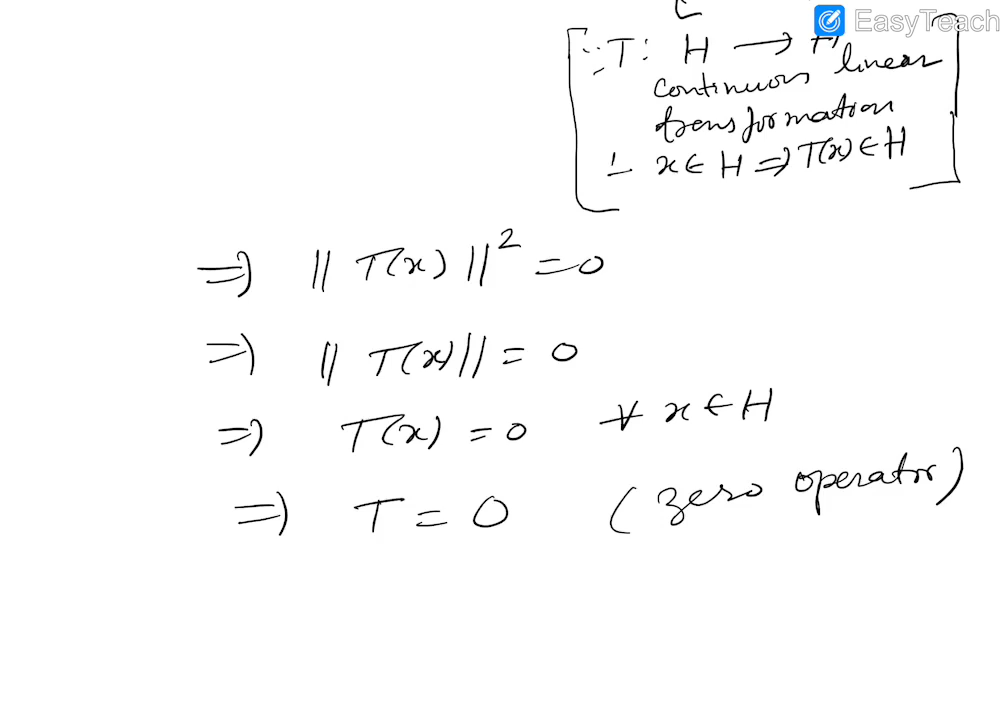 EasyTeach
∵ T: H → H
continuous linear
transformation
x ∈ H ⇒ T(x) ∈ H
⇒ || T(x) ||² = 0
⇒ || T(x) || = 0
⇒ T(x) = 0 ∀ x ∈ H
⇒ T = 0 (zero operator)